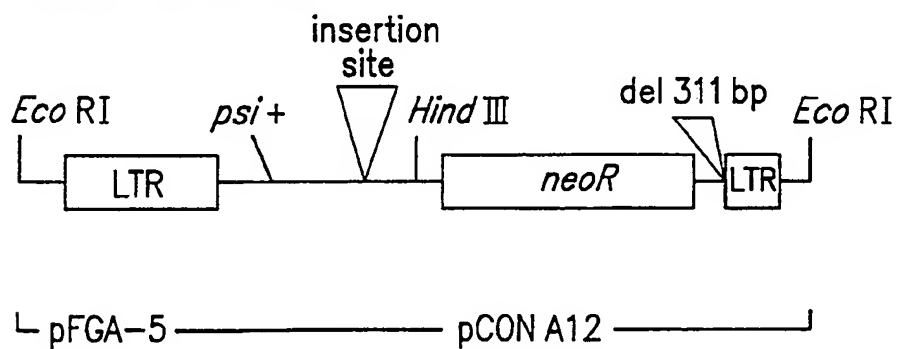 insertion
site
Eco RI
psi +
Hind III
del 311 bp
Eco RI
LTR
neoR
LTR
pFGA-5
pCON A12